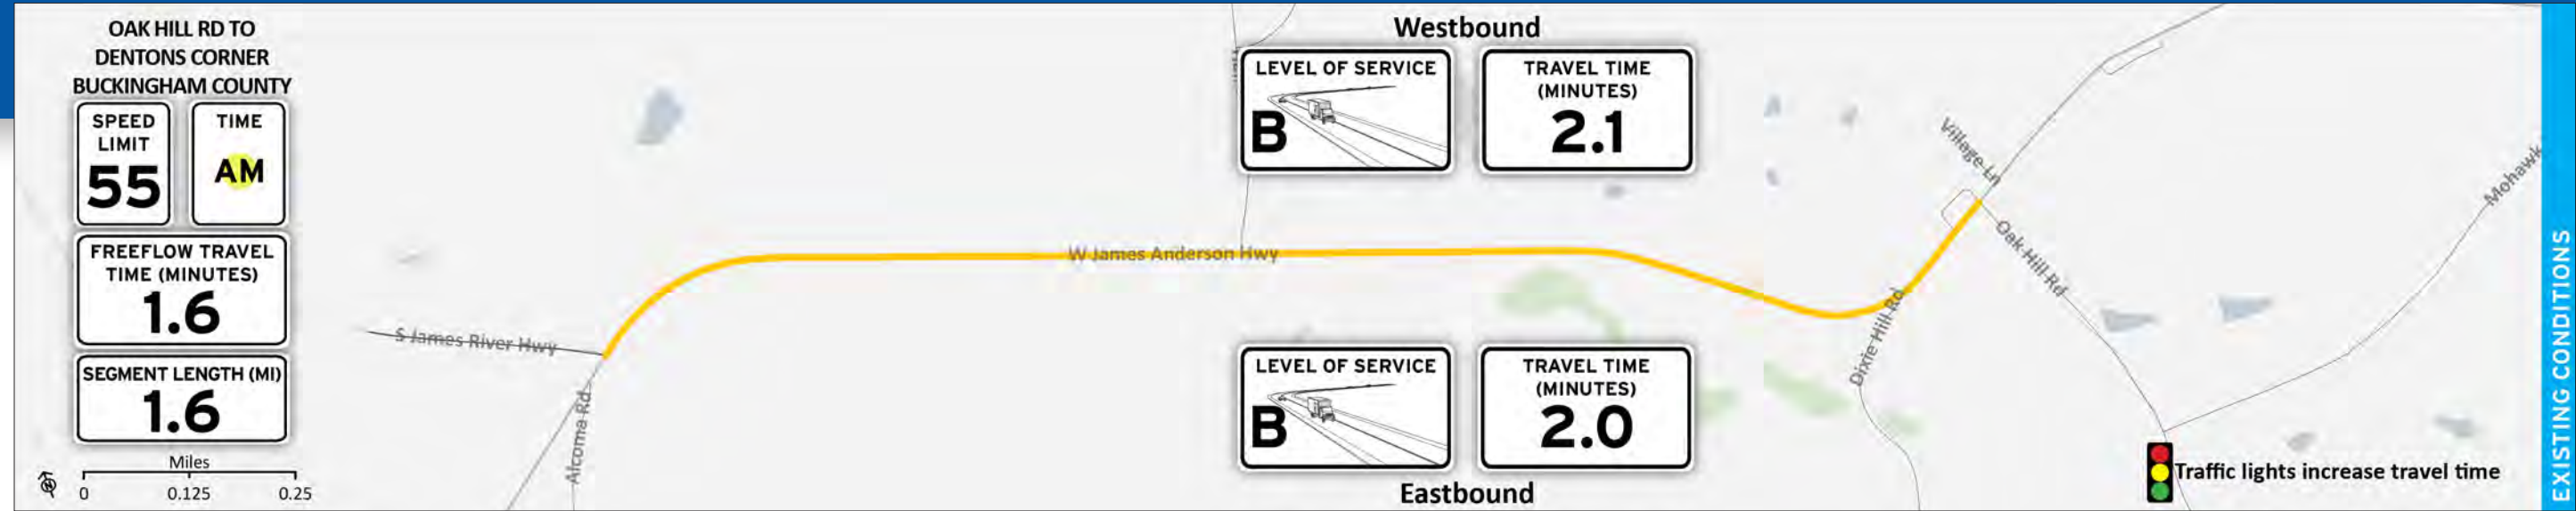 OAK HILL RD TO
DENTONS CORNER
BUCKINGHAM COUNTY
SPEED
LIMIT
55
TIME
AM
FREEFLOW TRAVEL
TIME (MINUTES)
1.6
SEGMENT LENGTH (MI)
1.6
Miles
0 0.125 0.25
Westbound
LEVEL OF SERVICE
B
TRAVEL TIME
(MINUTES)
2.1
W James Anderson Hwy
S James River Hwy
Alcoma Rd
LEVEL OF SERVICE
B
TRAVEL TIME
(MINUTES)
2.0
Eastbound
Village Ln
Oak Hill Rd
Dixie Hill Rd
Mohawk
Traffic lights increase travel time
EXISTING CONDITIONS